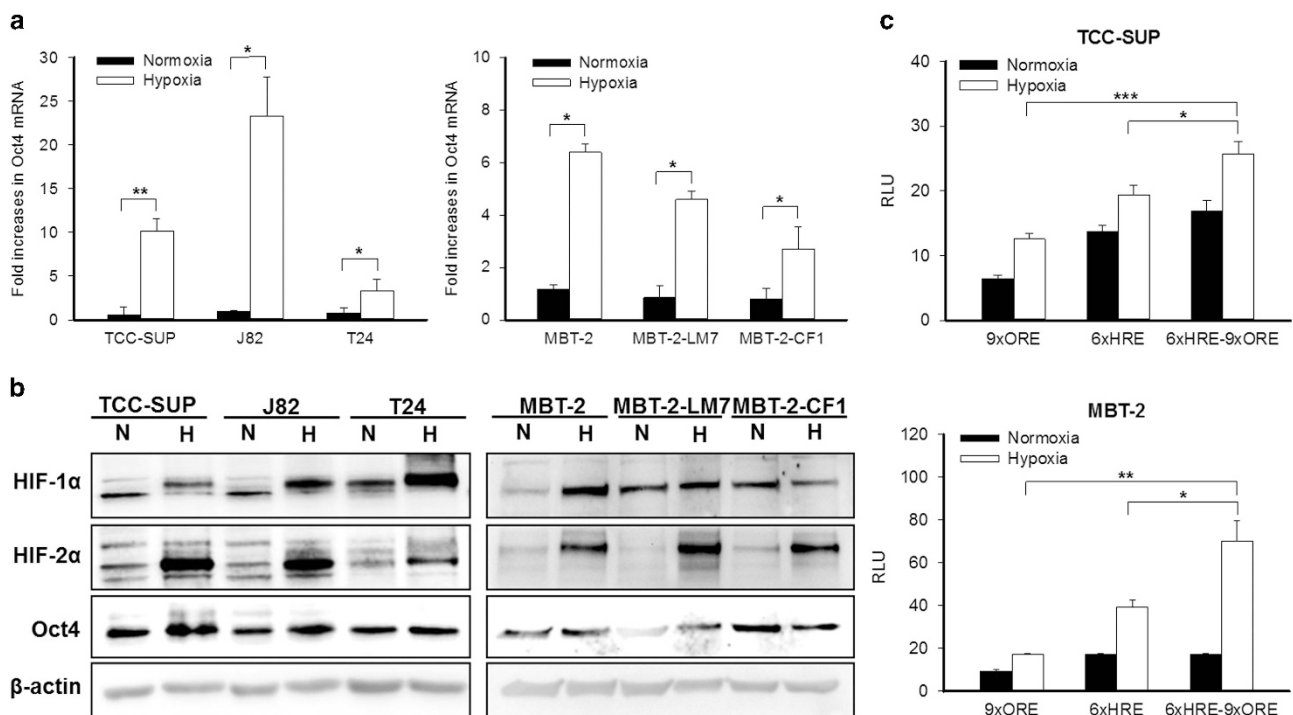 a
Fold increases in Oct4 mRNA
30
25
20
15
10
5
0
Normoxia
Hypoxia
**
*
*
TCC-SUP J82 T24
Fold increases in Oct4 mRNA
10
8
6
4
2
0
Normoxia
Hypoxia
*
*
*
MBT-2 MBT-2-LM7 MBT-2-CF1
b
TCC-SUP J82 T24 MBT-2 MBT-2-LM7 MBT-2-CF1
N H N H N H N H N H N H
HIF-1α
HIF-2α
Oct4
β-actin
c
TCC-SUP
RLU
40
30
20
10
0
Normoxia
Hypoxia
***
*
9xORE 6xHRE 6xHRE-9xORE
MBT-2
RLU
120
100
80
60
40
20
0
Normoxia
Hypoxia
**
*
9xORE 6xHRE 6xHRE-9xORE